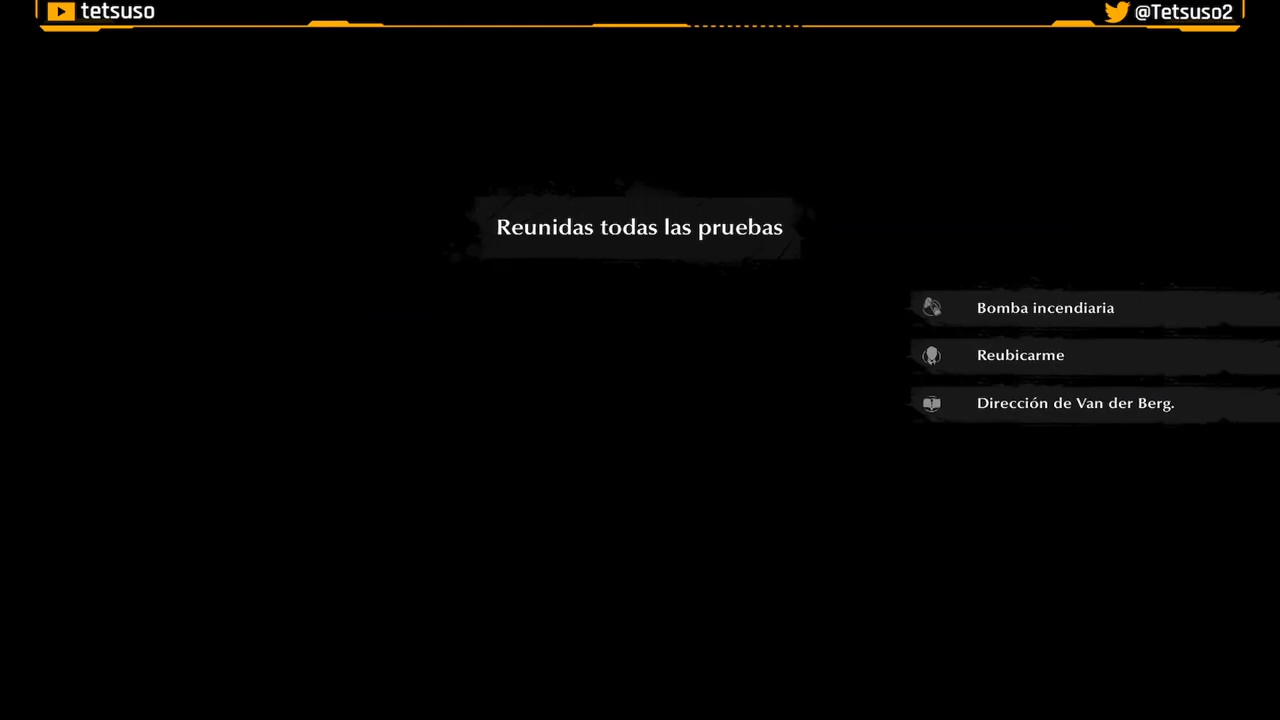 tetsuso
@Tetsuso2
Reunidas todas las pruebas
Bomba incendiaria
Reubicarme
Dirección de Van der Berg.